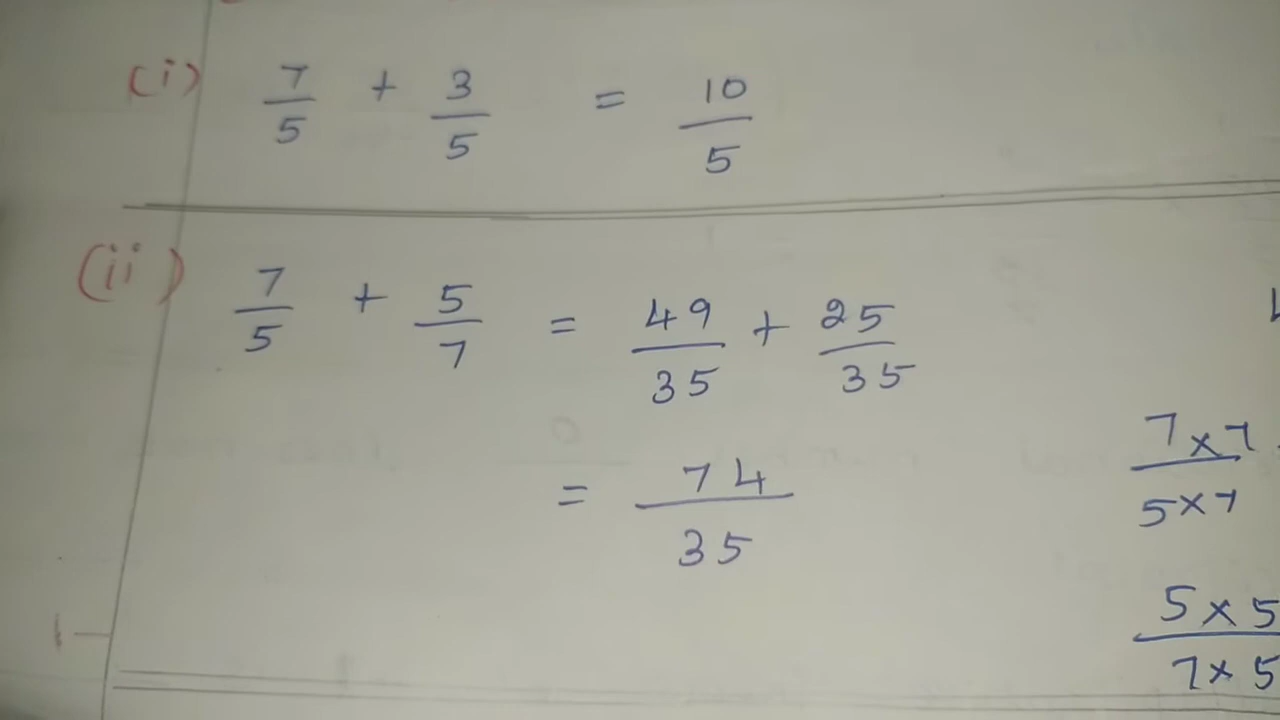 (i) 7/5 + 3/5 = 10/5
(ii) 7/5 + 5/7 = 49/35 + 25/35
= 74/35
7×7/5×7
5×5/7×5